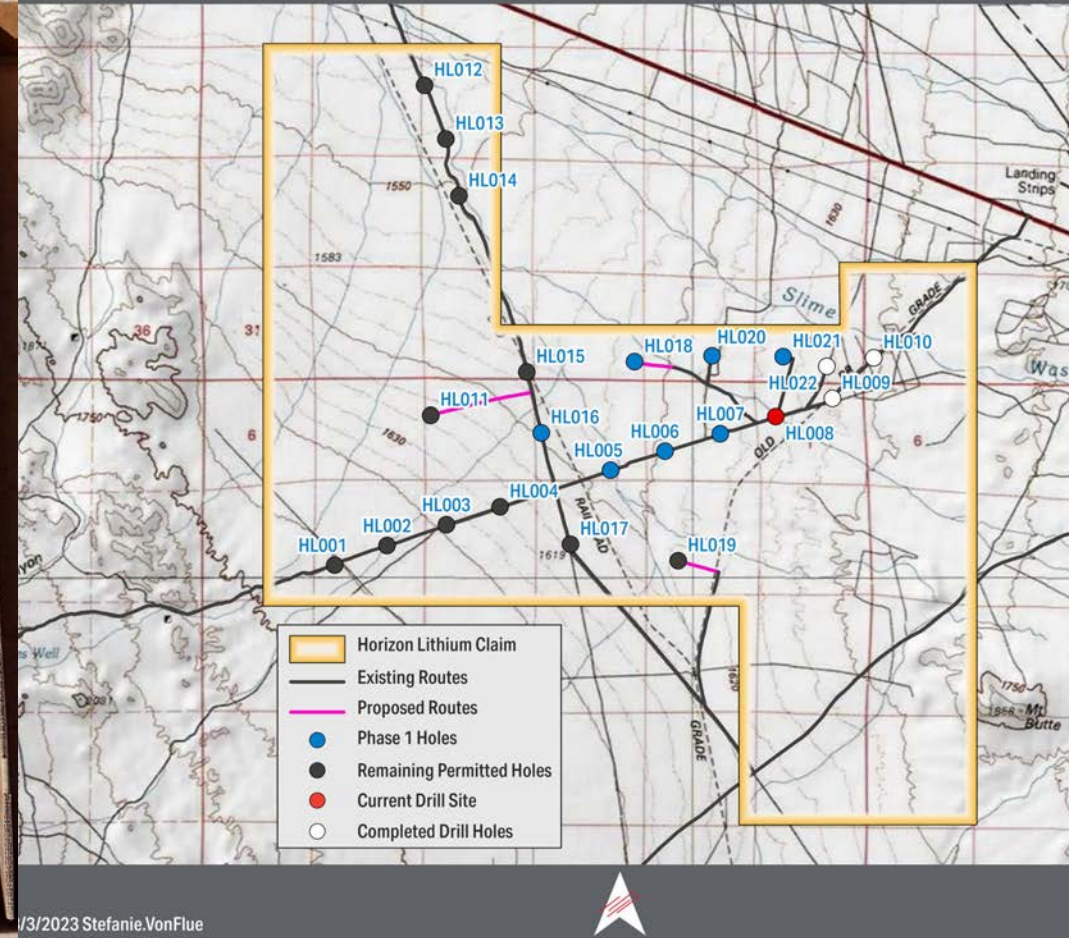 HL012
HL013
HL014
1550
Landing
Strips
1630
1583
Slime
GRADE
36
31
HL015
HL018
HL020
HL021
HL010
Was
HL022
HL009
HL011
1750
HL016
HL007
HL008
6
1630
HL006
6
HL005
OLD
HL004
HL003
HL002
HL001
RAILROAD
HL017
1619
HL019
yon
es Well
Horizon Lithium Claim
Existing Routes
Proposed Routes
Phase 1 Holes
Remaining Permitted Holes
Current Drill Site
Completed Drill Holes
1620
GRADE
1750
Mt
Butte
/3/2023 Stefanie.VonFlue